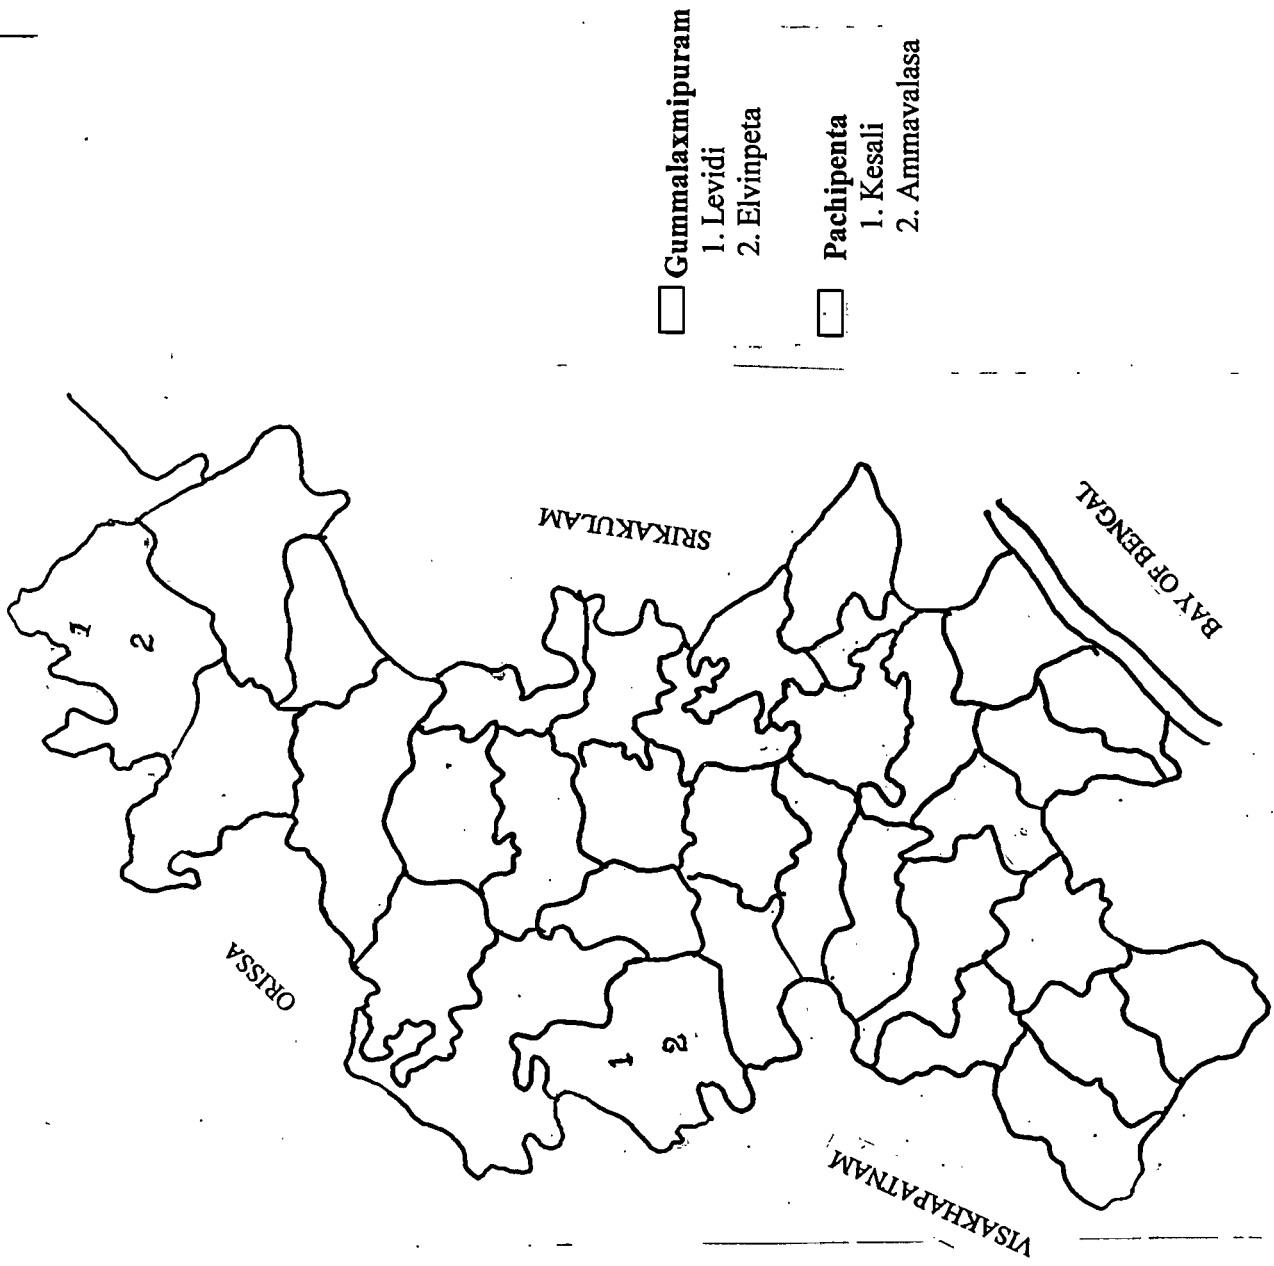 Gummalaxmipuram
1. Levidi
2. Elvinpeta
Pachipenta
1. Kesali
2. Ammavalasa
SRIKAKULAM
BAY OF BENGAL
ORISSA
VISAKHAPATNAM
1
2
1
2